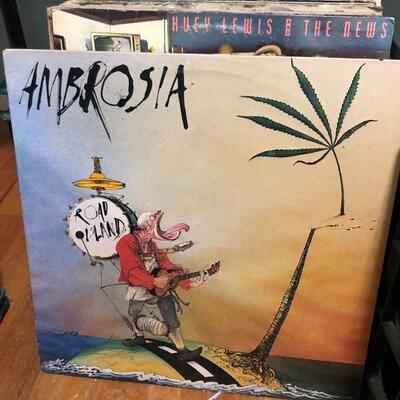 HUEY LEWIS & THE NEWS
AMBROSIA
ROAD
ISLAND